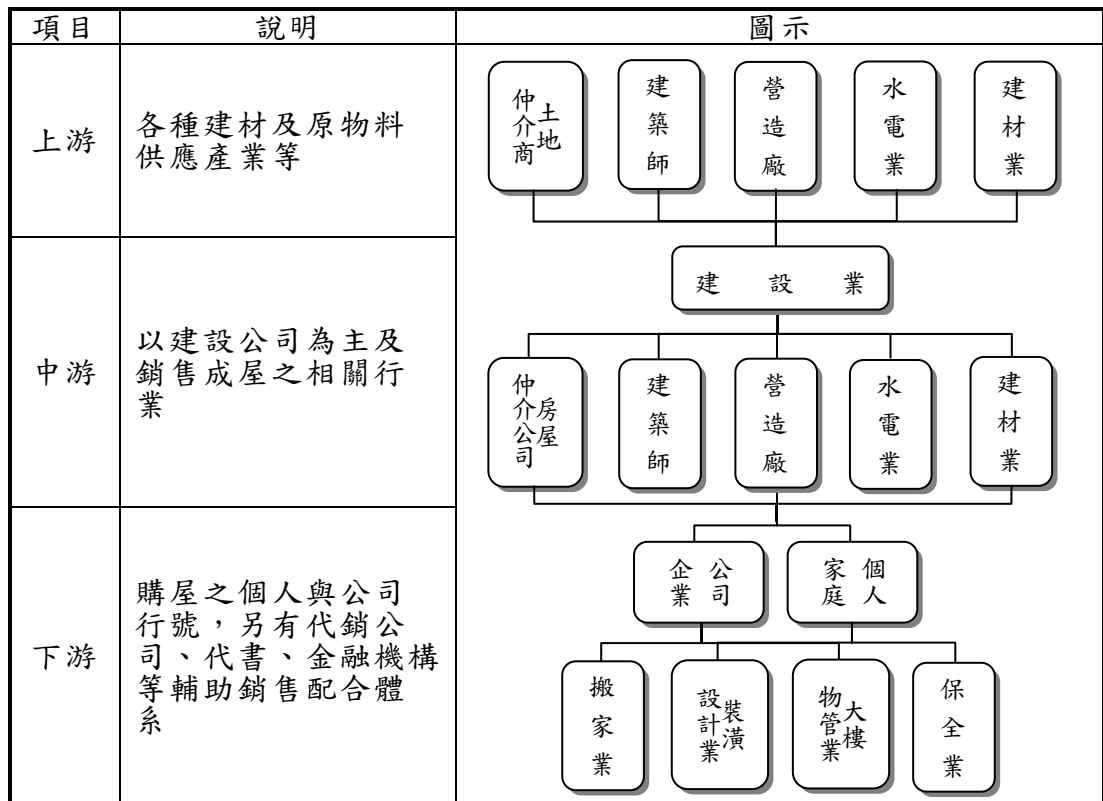 項目 說明 圖示
上游
各種建材及原物料
供應產業等
土地
仲介商
建築師
營造廠
水電業
建材業
建設業
中游
以建設公司為主及
銷售成屋之相關行
業
房屋
仲介公司
建築師
營造廠
水電業
建材業
下游
購屋之個人與公司
行號，另有代銷公
司、代書、金融機構
等輔助銷售配合體
系
公司
企業
個人
家庭
搬家業
裝潢
設計業
大樓
物管業
保全業